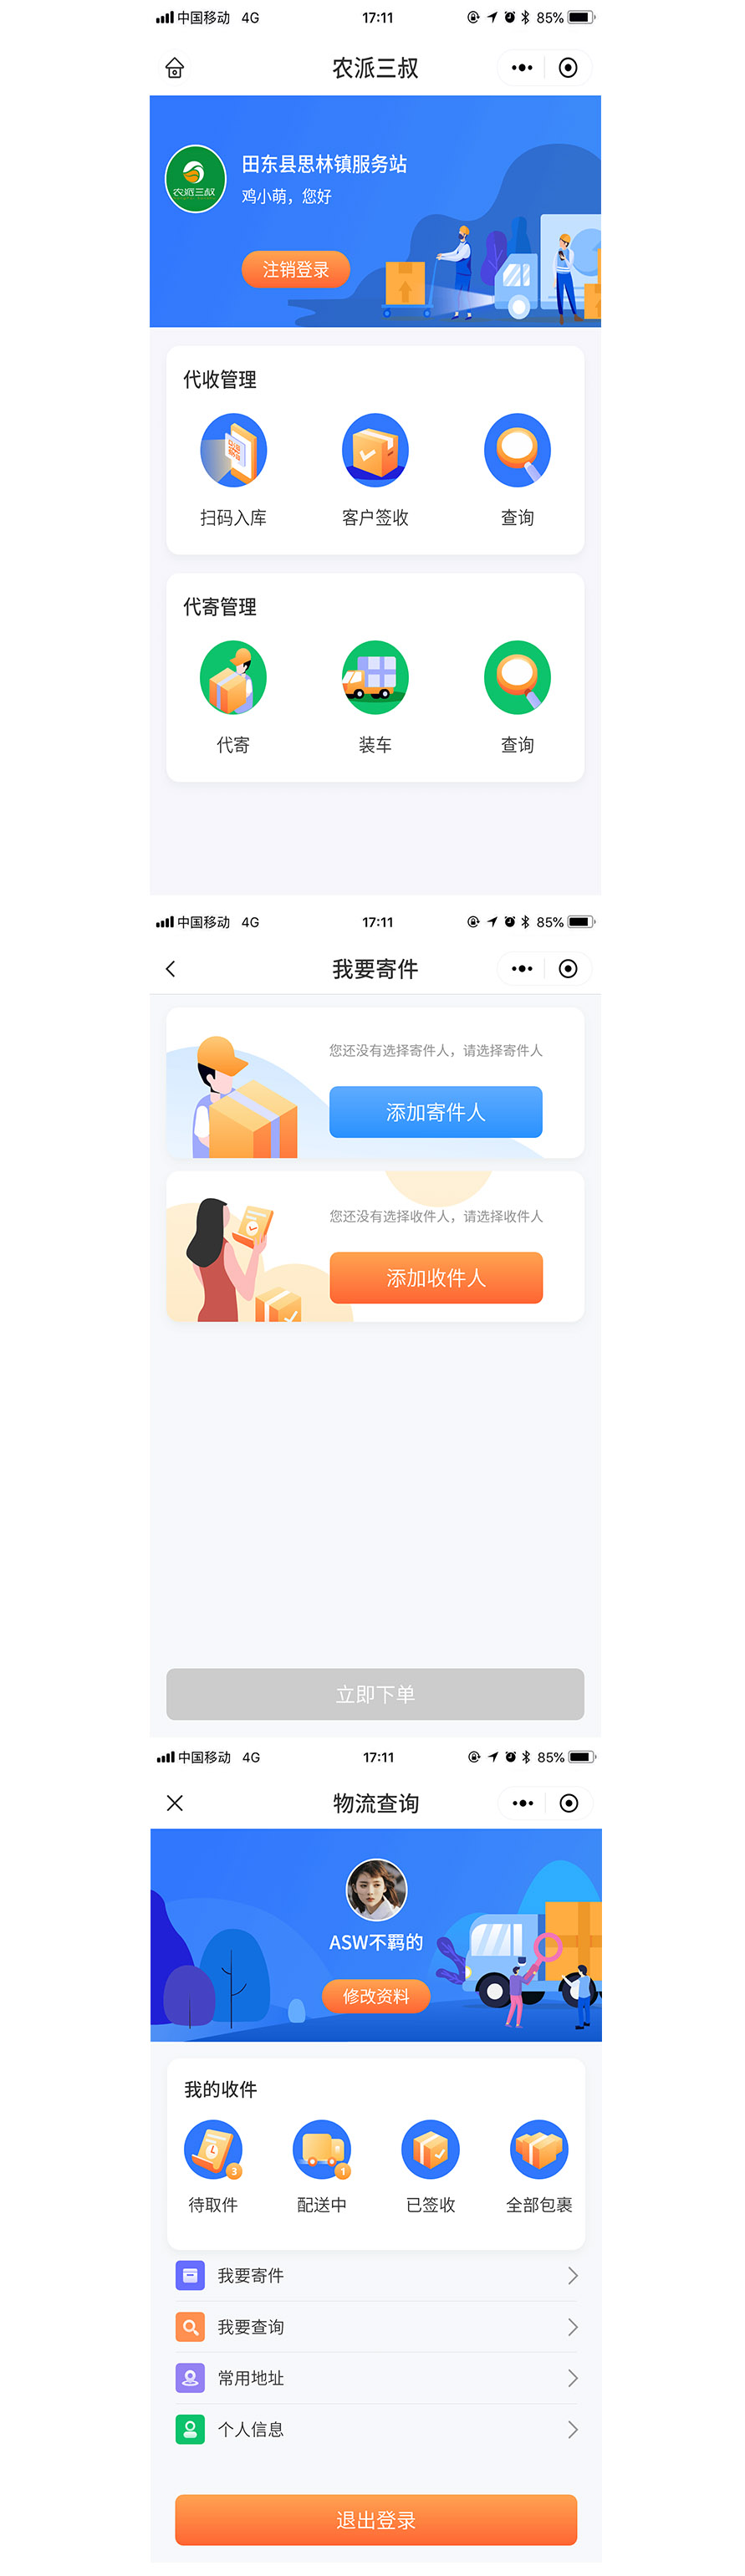 中国移动 4G 17:11 85%
农派三叔
田东县思林镇服务站
农派三叔
鸡小萌，您好
注销登录
代收管理
扫码入库 客户签收 查询
代寄管理
代寄 装车 查询
中国移动 4G 17:11 85%
我要寄件
您还没有选择寄件人，请选择寄件人
添加寄件人
您还没有选择收件人，请选择收件人
添加收件人
立即下单
中国移动 4G 17:11 85%
物流查询
ASW不羁的
修改资料
我的收件
3 1
待取件 配送中 已签收 全部包裹
我要寄件
我要查询
常用地址
个人信息
退出登录